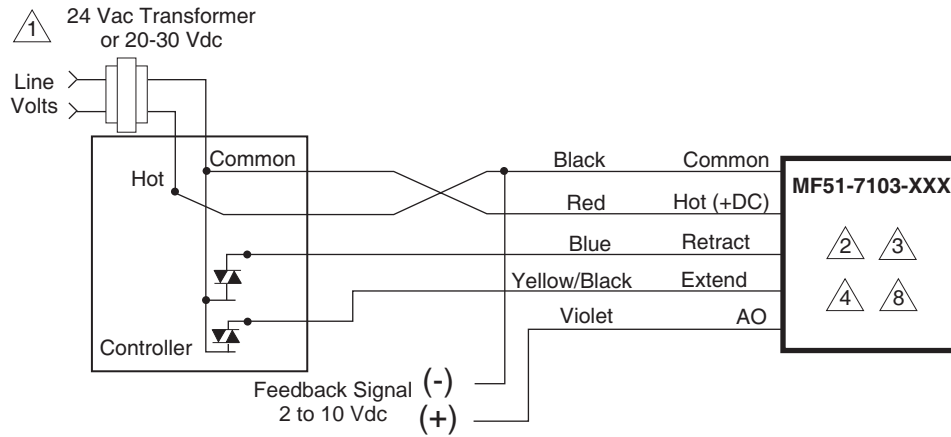 1
24 Vac Transformer
or 20-30 Vdc
Line
Volts
Common
Hot
Black
Common
Red
Hot (+DC)
MF51-7103-XXX
Blue
Retract
2
3
Yellow/Black
Extend
4
8
Violet
AO
Controller
Feedback Signal (-)
2 to 10 Vdc (+)